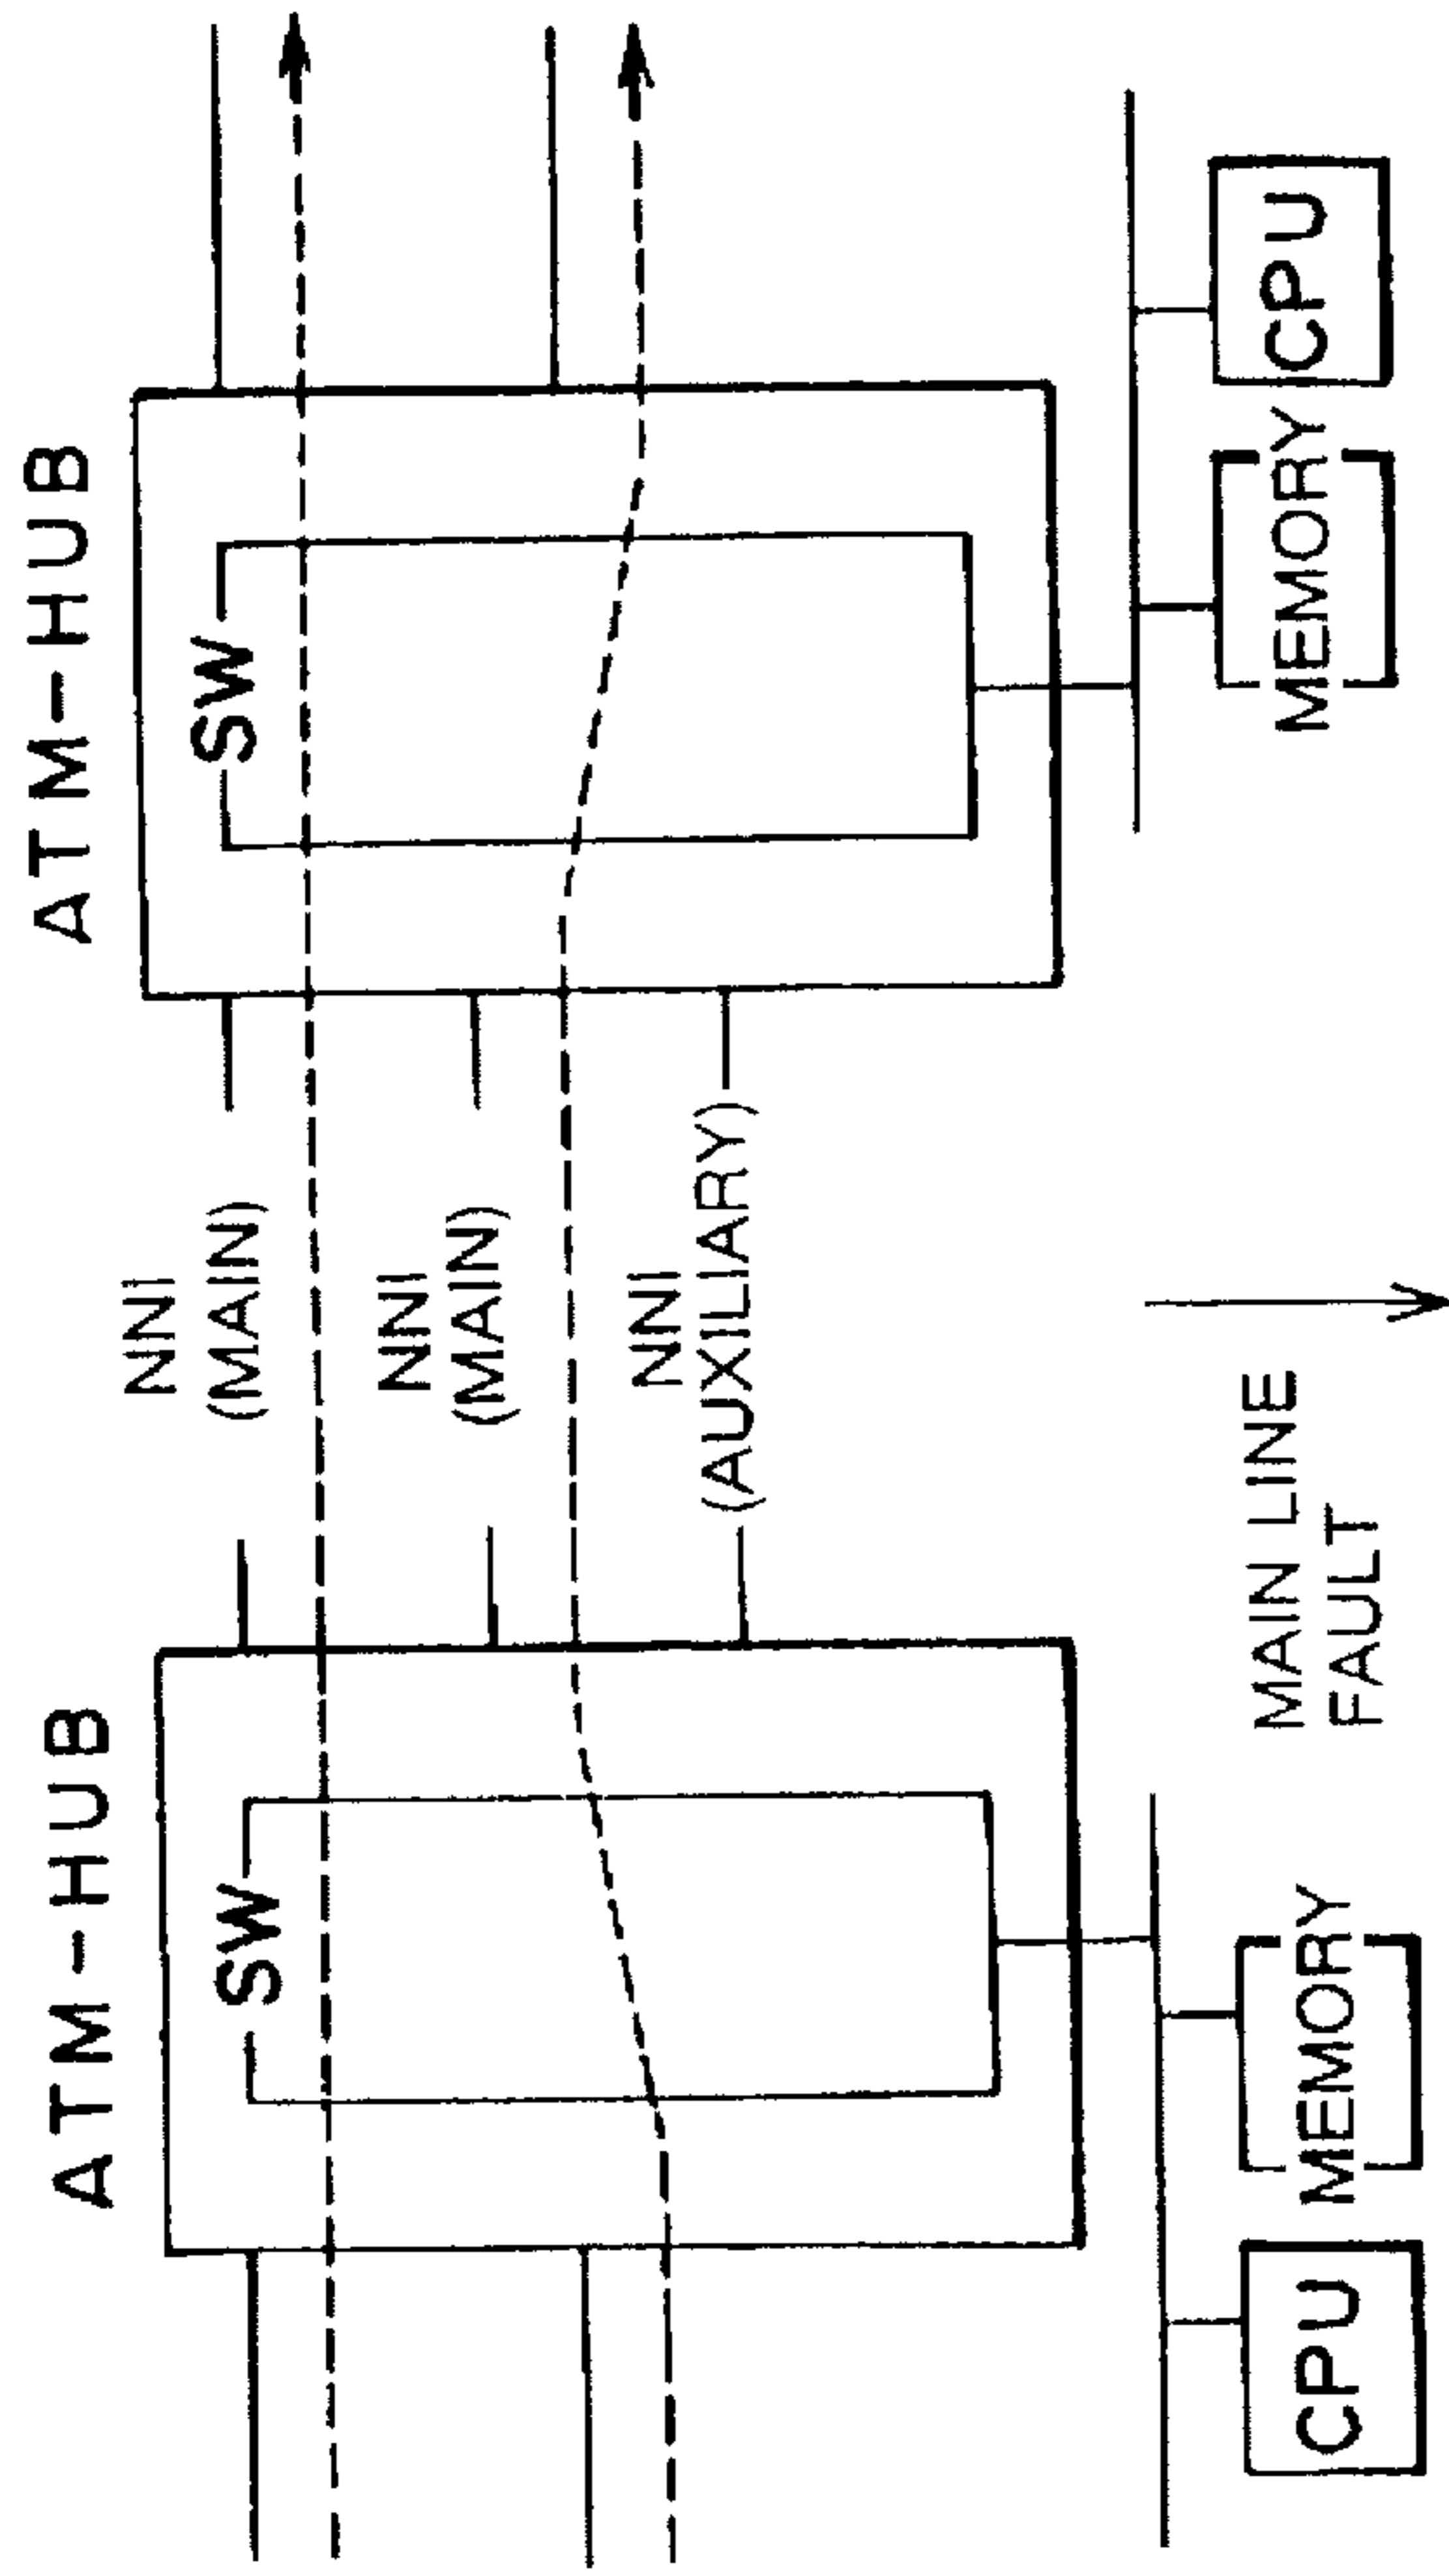 ATM-HUB
ATM-HUB
SW
SW
NNI
(MAIN)
NNI
(MAIN)
NNI
(AUXILIARY)
CPU
MEMORY
MAIN LINE
FAULT
MEMORY
CPU